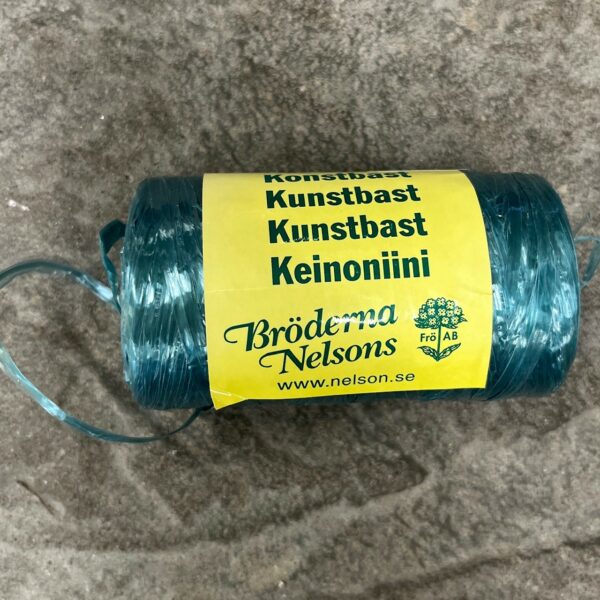 Konstbast
Kunstbast
Kunstbast
Keinoniini
Bröderna
Nelsons
Frö AB
www.nelson.se